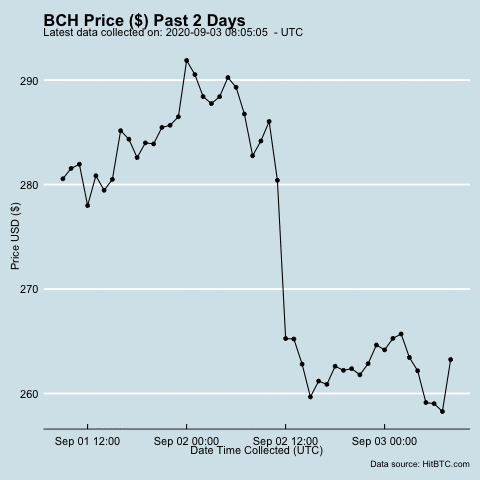 BCH Price ($) Past 2 Days
Latest data collected on: 2020-09-03 08:05:05 - UTC
290
280
270
260
Price USD ($)
Sep 01 12:00 Sep 02 00:00 Sep 02 12:00 Sep 03 00:00
Date Time Collected (UTC)
Data source: HitBTC.com